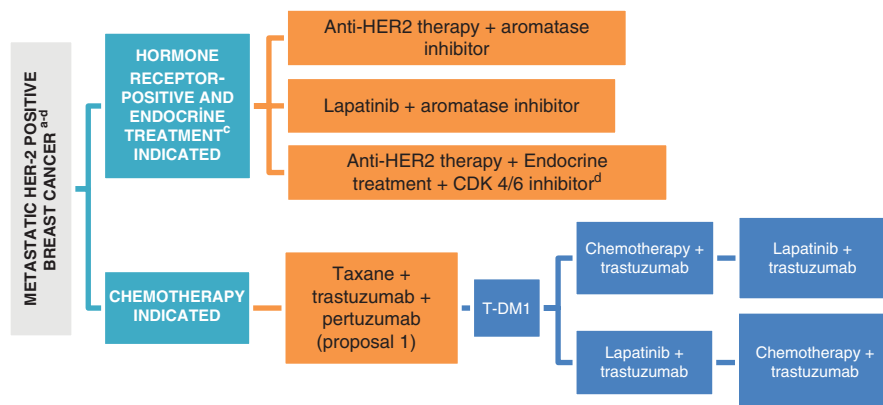 METASTATIC HER-2 POSITIVE
BREAST CANCER a-d
HORMONE
RECEPTOR-
POSITIVE AND
ENDOCRİNE
TREATMENTc
INDICATED
Anti-HER2 therapy + aromatase
inhibitor
Lapatinib + aromatase inhibitor
Anti-HER2 therapy + Endocrine
treatment + CDK 4/6 inhibitord
CHEMOTHERAPY
INDICATED
Taxane +
trastuzumab +
pertuzumab
(proposal 1)
T-DM1
Chemotherapy +
trastuzumab
Lapatinib +
trastuzumab
Lapatinib +
trastuzumab
Chemotherapy +
trastuzumab